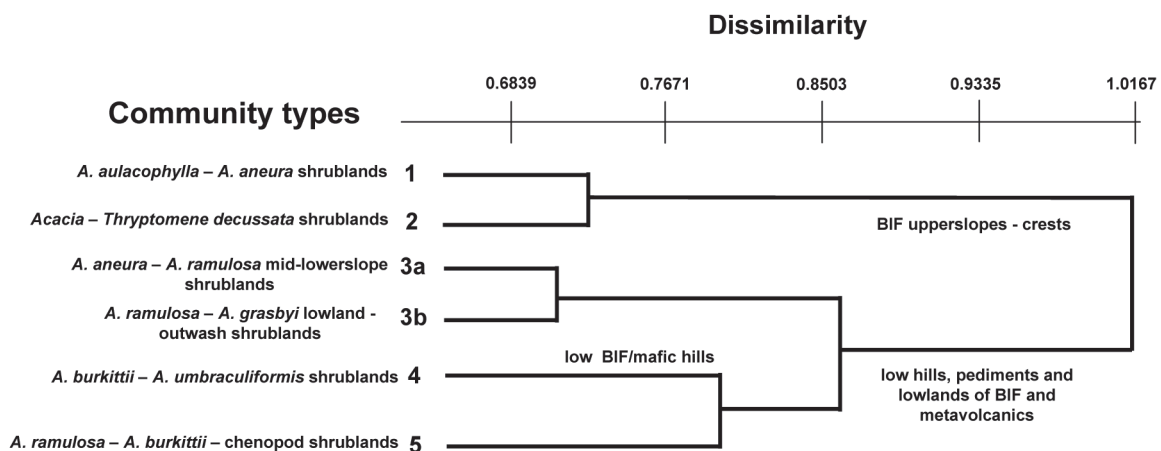 Dissimilarity
0.6839 0.7671 0.8503 0.9335 1.0167
Community types
A. aulacophylla – A. aneura shrublands 1
Acacia – Thryptomene decussata shrublands 2
BIF upperslopes - crests
A. aneura – A. ramulosa mid-lowerslope 3a
shrublands
A. ramulosa – A. grasbyi lowland - 3b
outwash shrublands
low BIF/mafic hills
A. burkittii – A. umbraculiformis shrublands 4
low hills, pediments and
lowlands of BIF and
metavolcanics
A. ramulosa – A. burkittii – chenopod shrublands 5